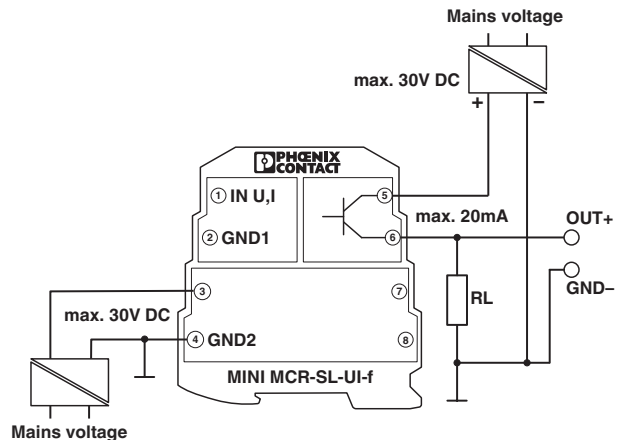 Mains voltage
max. 30V DC
+ –
PHŒNIX
CONTACT
1 IN U,I
5
max. 20mA
OUT+
2 GND1
6
GND–
3
7
RL
max. 30V DC
4 GND2
8
MINI MCR-SL-UI-f
Mains voltage